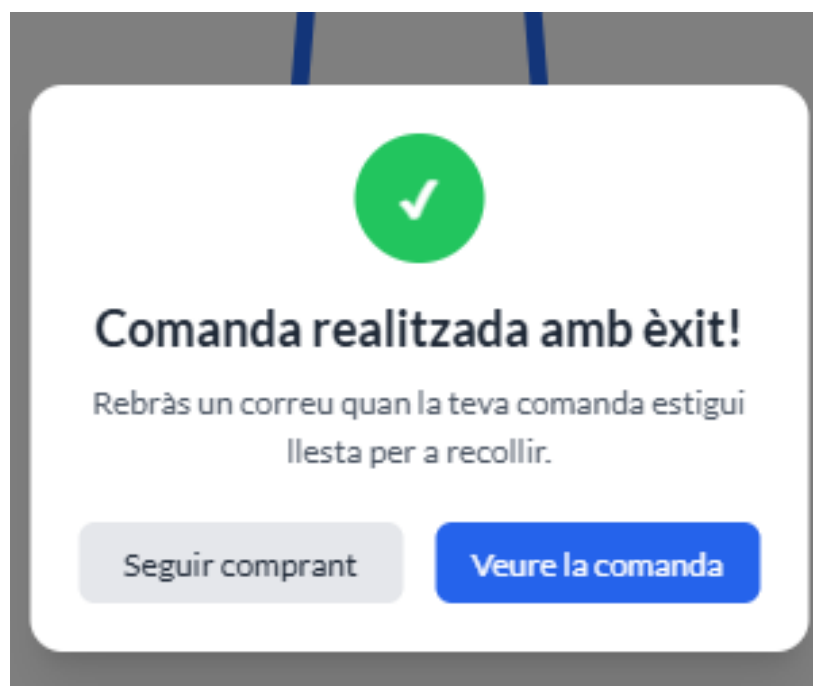 Comanda realitzada amb èxit!
Rebràs un correu quan la teva comanda estigui
llesta per a recollir.
Seguir comprant
Veure la comanda